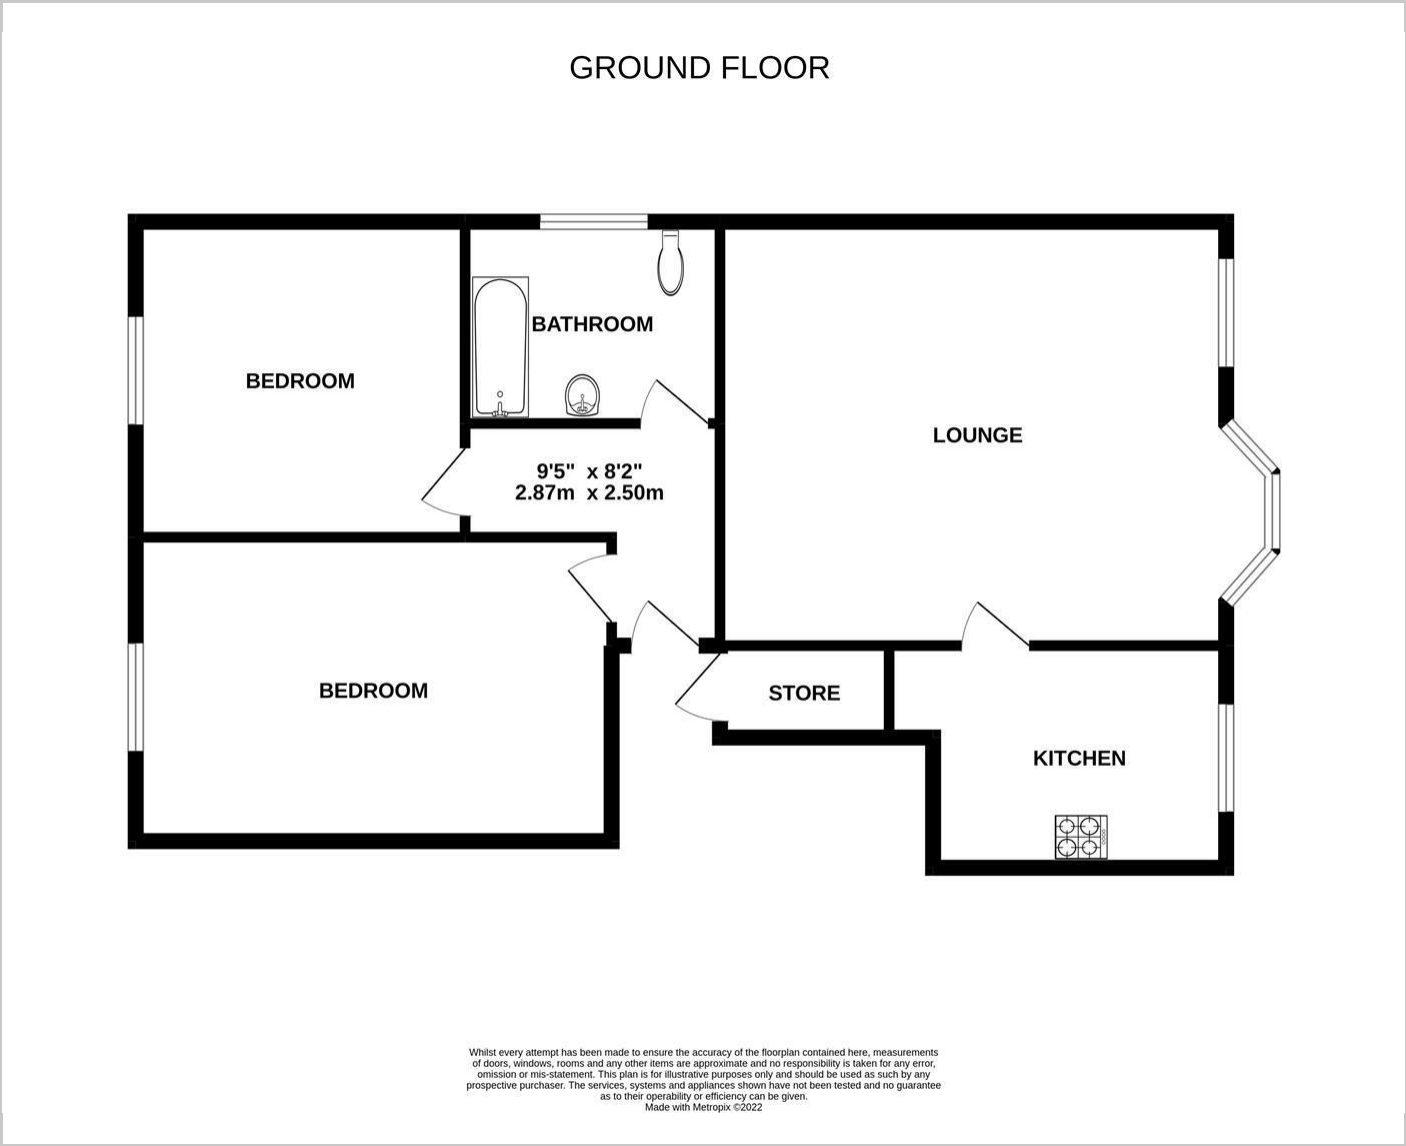 GROUND FLOOR
BATHROOM
BEDROOM
LOUNGE
9'5" x 8'2"
2.87m x 2.50m
BEDROOM
STORE
KITCHEN
Whilst every attempt has been made to ensure the accuracy of the floorplan contained here, measurements
of doors, windows, rooms and any other items are approximate and no responsibility is taken for any error,
omission or mis-statement. This plan is for illustrative purposes only and should be used as such by any
prospective purchaser. The services, systems and appliances shown have not been tested and no guarantee
as to their operability or efficiency can be given.
Made with Metropix ©2022